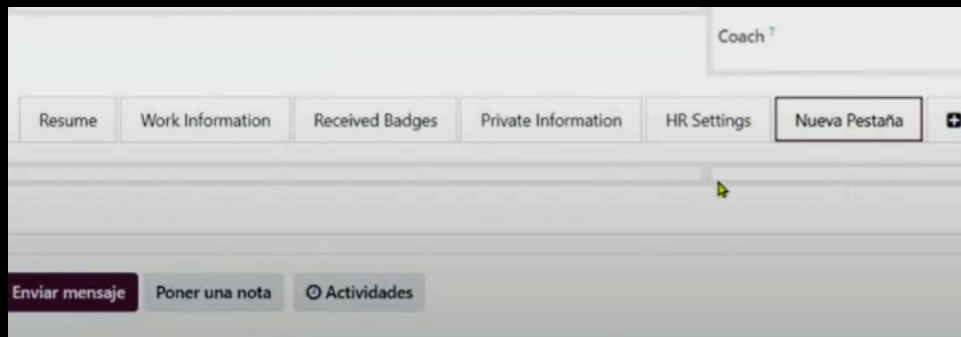 Coach ?
Resume Work Information Received Badges Private Information HR Settings Nueva Pestaña
Enviar mensaje Poner una nota Actividades